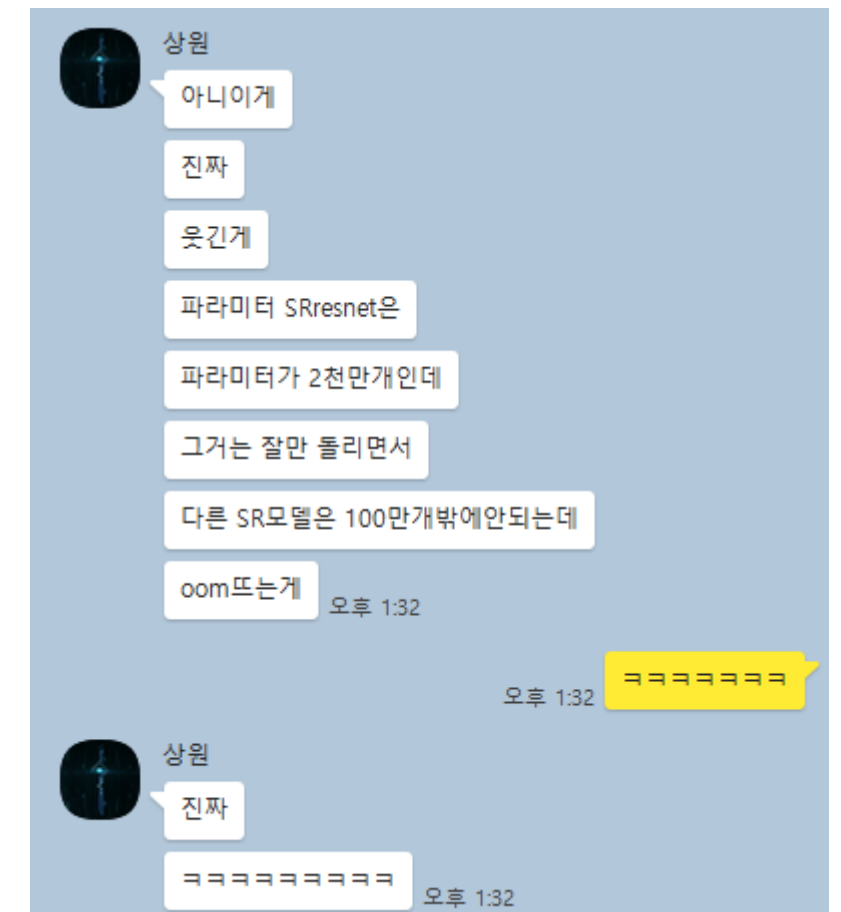 상원
아니이게
진짜
웃긴게
파라미터 SRresnet은
파라미터가 2천만개인데
그거는 잘만 돌리면서
다른 SR모델은 100만개밖에안되는데
oom뜨는게
오후 1:32
ㅋㅋㅋㅋㅋㅋㅋ
오후 1:32
상원
진짜
ㅋㅋㅋㅋㅋㅋㅋㅋㅋ
오후 1:32